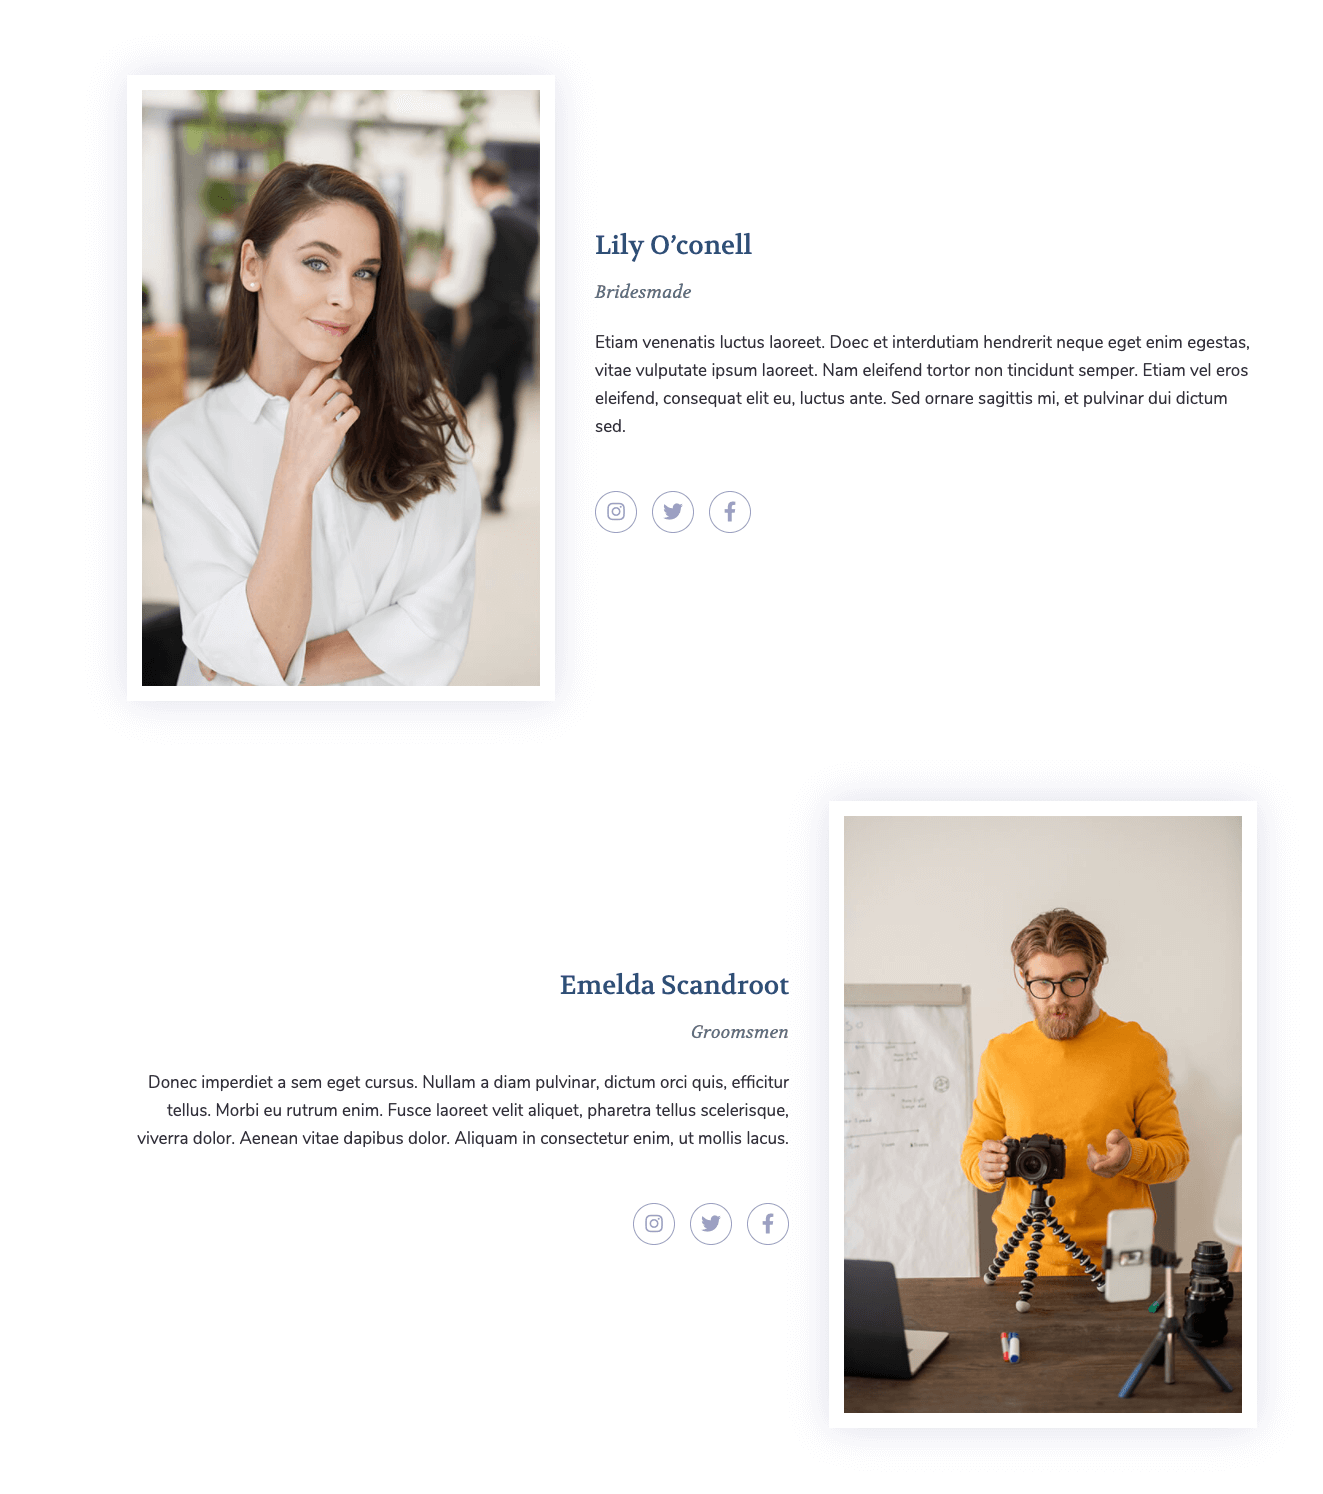 Lily O’conell
Bridesmade
Etiam venenatis luctus laoreet. Doec et interdutiam hendrerit neque eget enim egestas,
vitae vulputate ipsum laoreet. Nam eleifend tortor non tincidunt semper. Etiam vel eros
eleifend, consequat elit eu, luctus ante. Sed ornare sagittis mi, et pulvinar dui dictum
sed.
Emelda Scandroot
Groomsmen
Donec imperdiet a sem eget cursus. Nullam a diam pulvinar, dictum orci quis, efficitur
tellus. Morbi eu rutrum enim. Fusce laoreet velit aliquet, pharetra tellus scelerisque,
viverra dolor. Aenean vitae dapibus dolor. Aliquam in consectetur enim, ut mollis lacus.